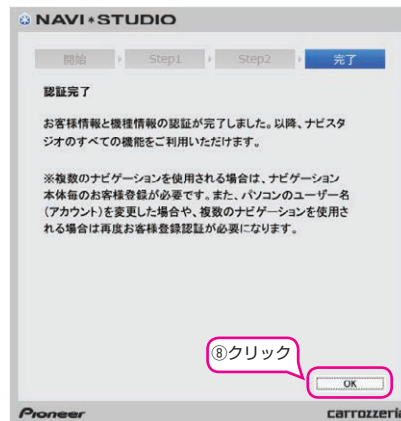 NAVI*STUDIO
開始 Step1 Step2 完了
認証完了
お客様情報と機種情報の認証が完了しました。以降、ナビスタ
ジオのすべての機能をご利用いただけます。
※複数のナビゲーションを使用される場合は、ナビゲーション
本体毎のお客様登録が必要です。また、パソコンのユーザー名
(アカウント)を変更した場合や、複数のナビゲーションを使用さ
れる場合は再度お客様登録認証が必要になります。
⑧クリック
OK
Pioneer carrozzeria